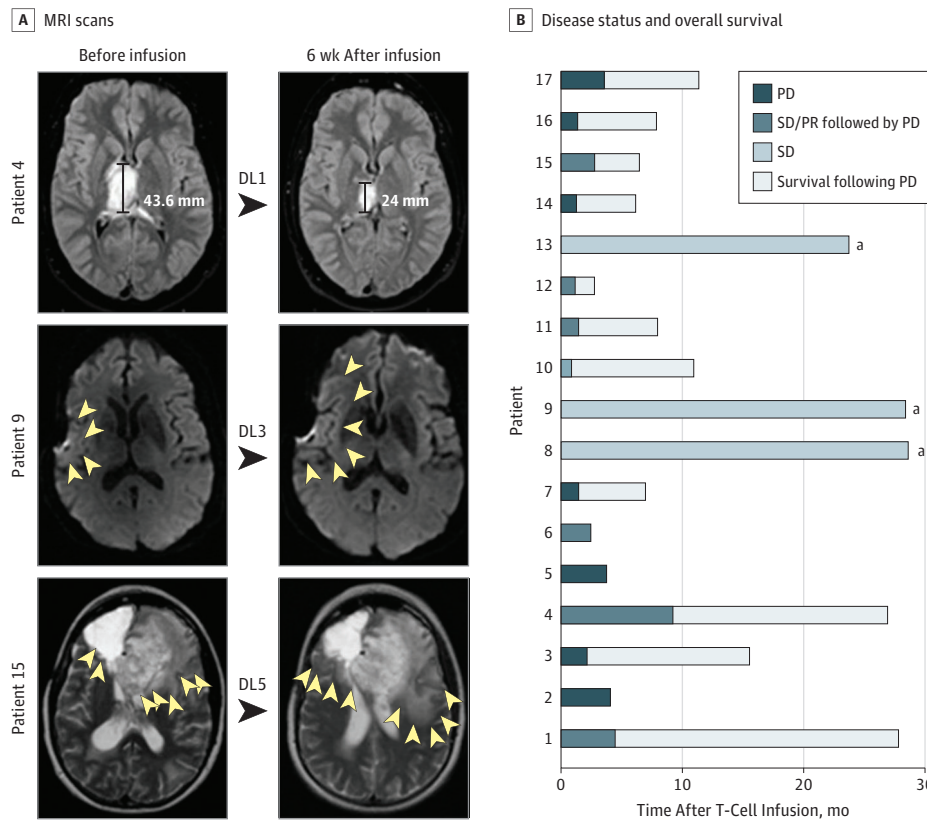 A MRI scans
Before infusion
6 wk After infusion
Patient 4
43.6 mm
DL1
24 mm
Patient 9
DL3
Patient 15
DL5
B Disease status and overall survival
PD
SD/PR followed by PD
SD
Survival following PD
Patient
17
16
15
14
13
a
12
11
10
9
a
8
a
7
6
5
4
3
2
1
0
10
20
30
Time After T-Cell Infusion, mo